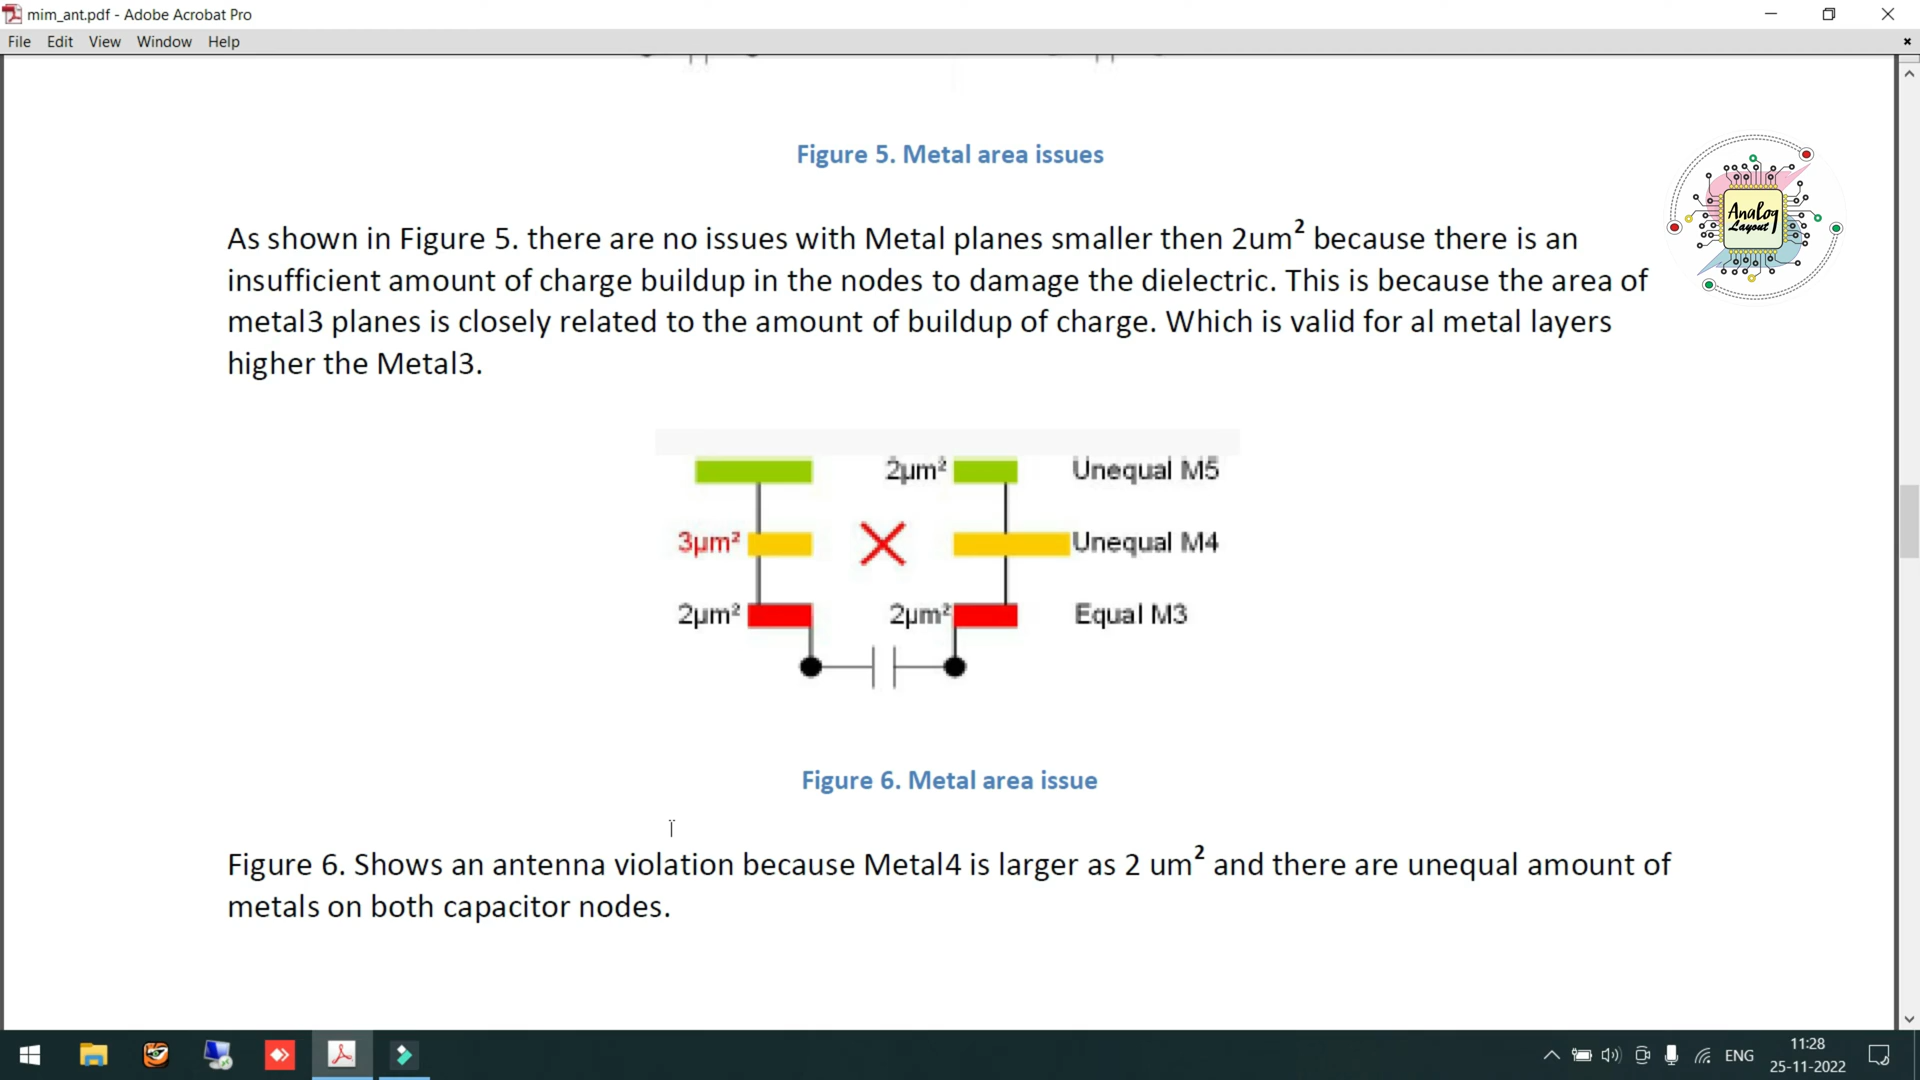 mim_ant.pdf - Adobe Acrobat Pro
File Edit View Window Help
Figure 5. Metal area issues
Analog
Layout
As shown in Figure 5. there are no issues with Metal planes smaller then 2um² because there is an
insufficient amount of charge buildup in the nodes to damage the dielectric. This is because the area of
metal3 planes is closely related to the amount of buildup of charge. Which is valid for al metal layers
higher the Metal3.
2µm² Unequal M5
3µm² Unequal M4
2µm² 2µm² Equal M3
Figure 6. Metal area issue
Figure 6. Shows an antenna violation because Metal4 is larger as 2 um² and there are unequal amount of
metals on both capacitor nodes.
ENG
11:28
25-11-2022